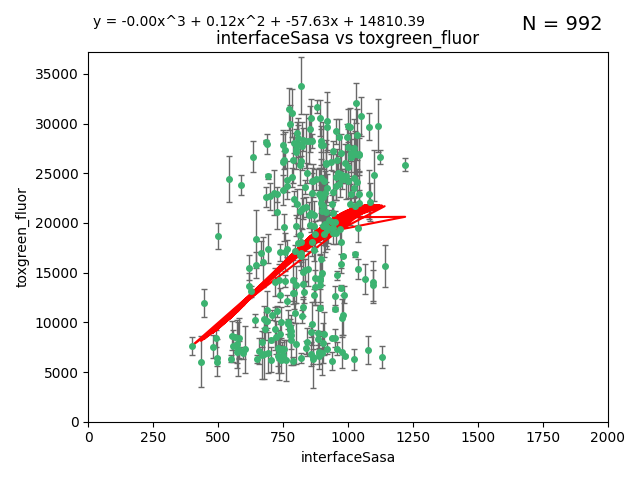 y = -0.00x^3 + 0.12x^2 + -57.63x + 14810.39
N = 992
interfaceSasa vs toxgreen_fluor
35000
30000
25000
20000
15000
10000
5000
0
toxgreen_fluor
0 250 500 750 1000 1250 1500 1750 2000
interfaceSasa